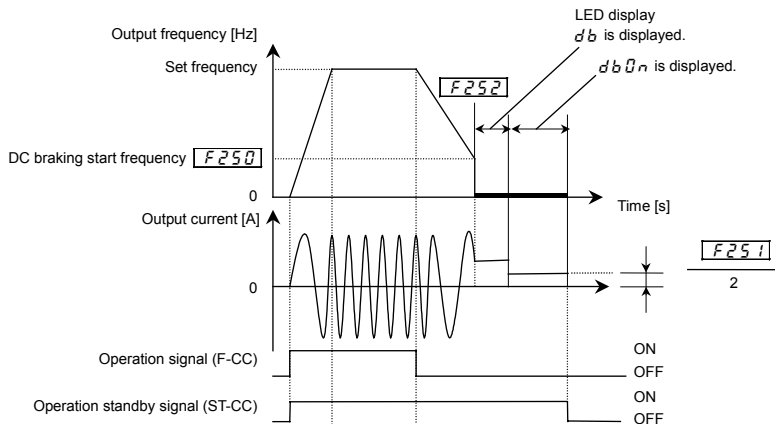 LED display
Output frequency [Hz]
db is displayed.
Set frequency
dbOn is displayed.
F252
DC braking start frequency F250
0
Time [s]
Output current [A]
F251
2
0
Operation signal (F-CC)
ON
OFF
Operation standby signal (ST-CC)
ON
OFF